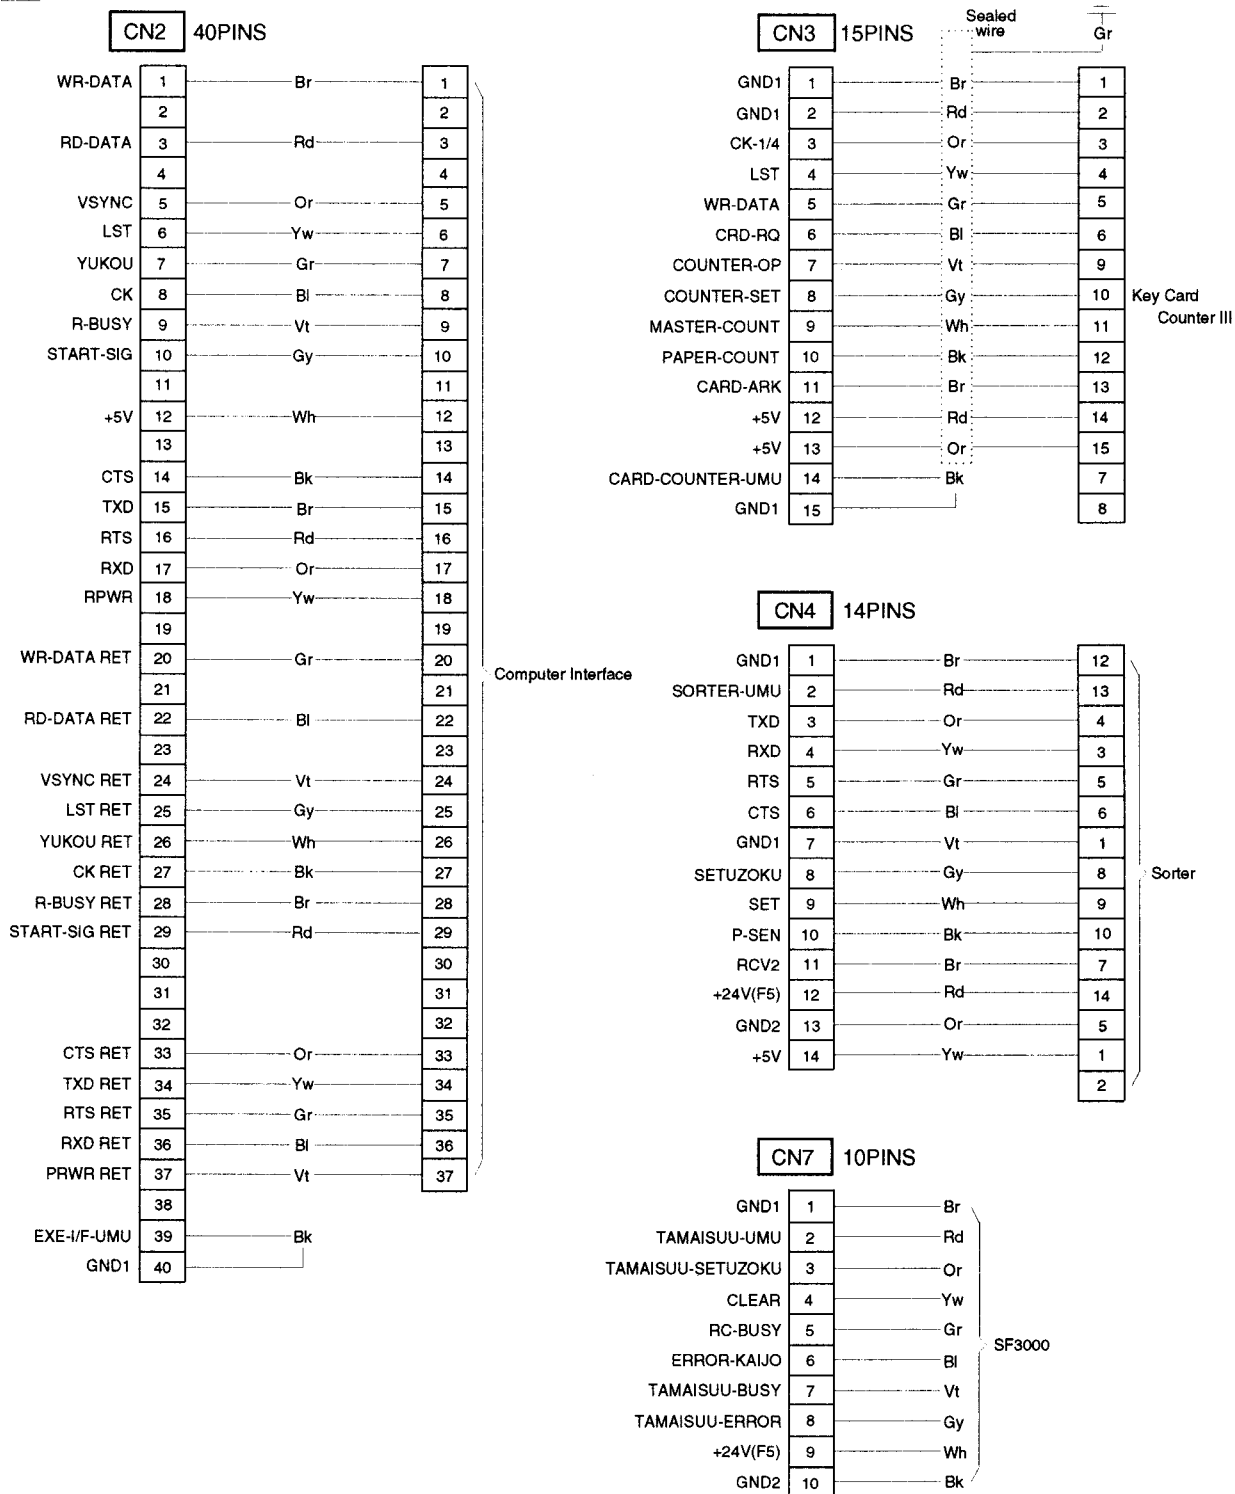 CN2 40PINS
WR-DATA 1 Br 1
2 2
RD-DATA 3 Rd 3
4 4
VSYNC 5 Or 5
LST 6 Yw 6
YUKOU 7 Gr 7
CK 8 Bl 8
R-BUSY 9 Vt 9
START-SIG 10 Gy 10
11 11
+5V 12 Wh 12
13 13
CTS 14 Bk 14
TXD 15 Br 15
RTS 16 Rd 16
RXD 17 Or 17
RPWR 18 Yw 18
19 19
WR-DATA RET 20 Gr 20
21 21
RD-DATA RET 22 Bl 22
23 23
VSYNC RET 24 Vt 24
LST RET 25 Gy 25
YUKOU RET 26 Wh 26
CK RET 27 Bk 27
R-BUSY RET 28 Br 28
START-SIG RET 29 Rd 29
30 30
31 31
32 32
CTS RET 33 Or 33
TXD RET 34 Yw 34
RTS RET 35 Gr 35
RXD RET 36 Bl 36
PRWR RET 37 Vt 37
38
EXE-I/F-UMU 39 Bk
GND1 40
Computer Interface
CN3 15PINS
Sealed
wire
Gr
GND1 1 Br 1
GND1 2 Rd 2
CK-1/4 3 Or 3
LST 4 Yw 4
WR-DATA 5 Gr 5
CRD-RQ 6 Bl 6
COUNTER-OP 7 Vt 9
COUNTER-SET 8 Gy 10
MASTER-COUNT 9 Wh 11
PAPER-COUNT 10 Bk 12
CARD-ARK 11 Br 13
+5V 12 Rd 14
+5V 13 Or 15
CARD-COUNTER-UMU 14 Bk 7
GND1 15 8
Key Card
Counter III
CN4 14PINS
GND1 1 Br 12
SORTER-UMU 2 Rd 13
TXD 3 Or 4
RXD 4 Yw 3
RTS 5 Gr 5
CTS 6 Bl 6
GND1 7 Vt 1
SETUZOKU 8 Gy 8
SET 9 Wh 9
P-SEN 10 Bk 10
RCV2 11 Br 7
+24V(F5) 12 Rd 14
GND2 13 Or 5
+5V 14 Yw 1
2
Sorter
CN7 10PINS
GND1 1 Br
TAMAISUU-UMU 2 Rd
TAMAISUU-SETUZOKU 3 Or
CLEAR 4 Yw
RC-BUSY 5 Gr
ERROR-KAIJO 6 Bl
TAMAISUU-BUSY 7 Vt
TAMAISUU-ERROR 8 Gy
+24V(F5) 9 Wh
GND2 10 Bk
SF3000